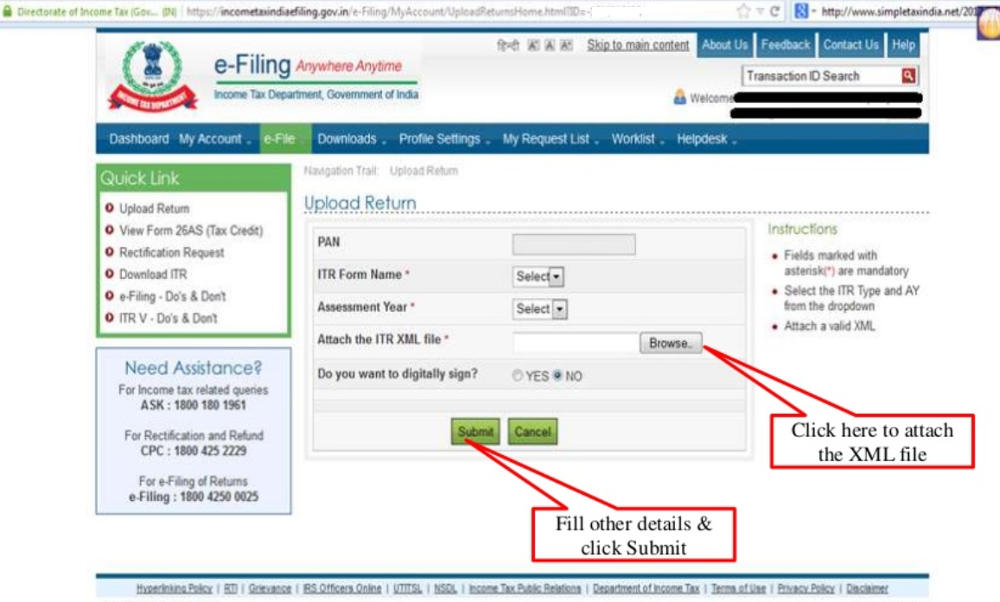 Directorate of Income Tax (Gov... (IN) https://incometaxindiaefiling.gov.in/e-Filing/MyAccount/UploadReturnsHome.html?ID=- http://www.simpletaxindia.net/201
हिन्दी A A A Skip to main content About Us Feedback Contact Us Help
e-Filing Anywhere Anytime
Income Tax Department, Government of India
INCOME TAX DEPARTMENT
Transaction ID Search
Welcome
Dashboard My Account e-File Downloads Profile Settings My Request List Worklist Helpdesk
Quick Link
Upload Return
View Form 26AS (Tax Credit)
Rectification Request
Download ITR
e-Filing - Do's & Don't
ITR V - Do's & Don't
Need Assistance?
For Income tax related queries
ASK : 1800 180 1961
For Rectification and Refund
CPC : 1800 425 2229
For e-Filing of Returns
e-Filing : 1800 4250 0025
Navigation Trail: Upload Return
Upload Return
PAN
ITR Form Name * Select
Assessment Year * Select
Attach the ITR XML file * Browse..
Do you want to digitally sign? YES NO
Submit Cancel
Instructions
Fields marked with
asterisk(*) are mandatory
Select the ITR Type and AY
from the dropdown
Attach a valid XML
Click here to attach
the XML file
Fill other details &
click Submit
Hyperlinking Policy | RTI | Grievance | IRS Officers Online | UTITSL | NSDL | Income Tax Public Relations | Department of Income Tax | Terms of Use | Privacy Policy | Disclaimer